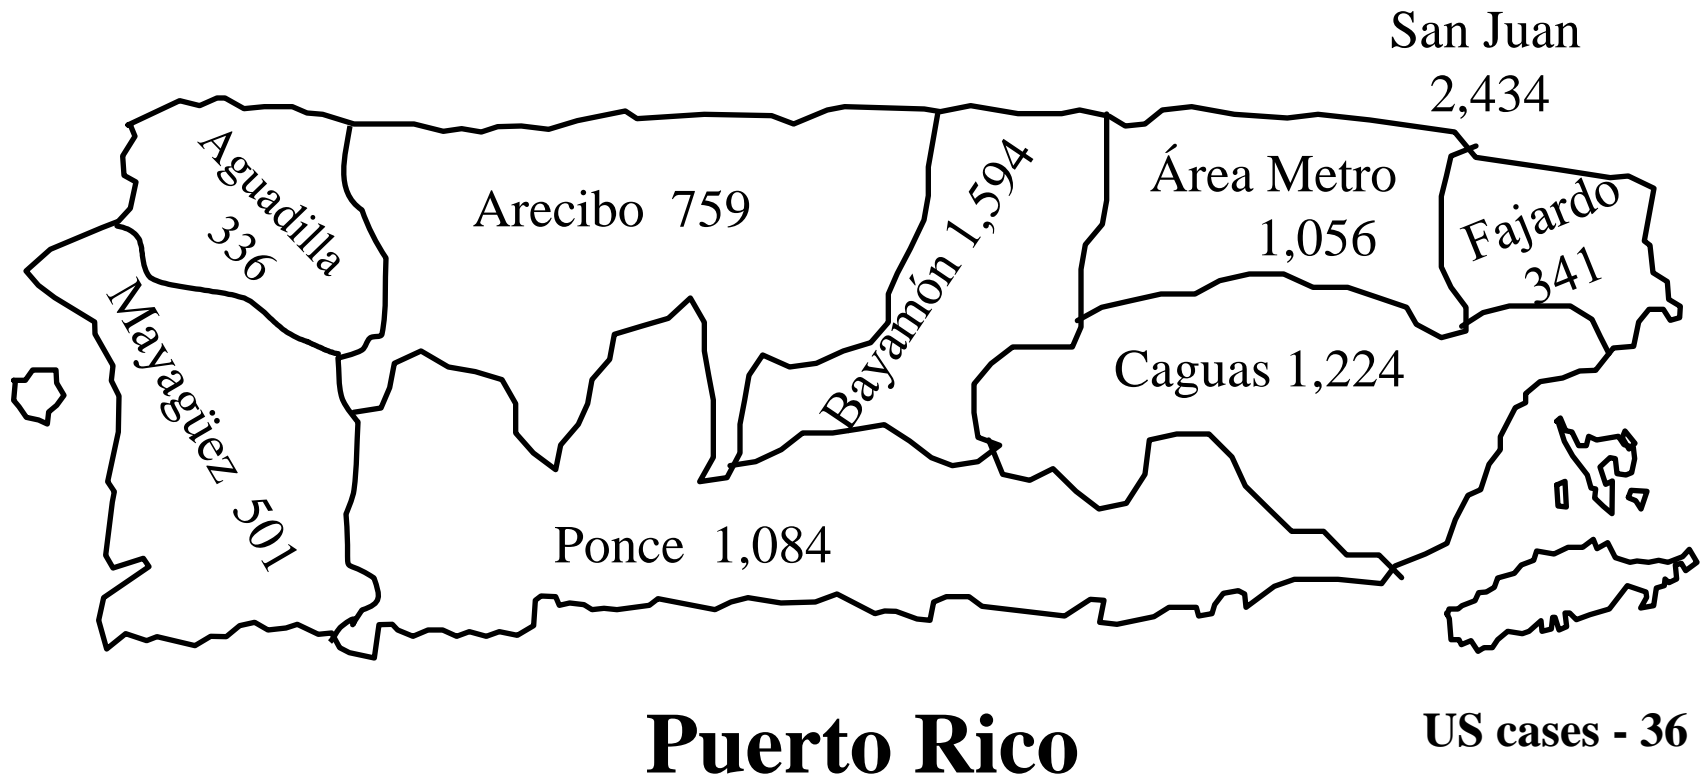 San Juan
2,434
Aguadilla
336
Arecibo 759
Bayamón 1,594
Área Metro
1,056
Fajardo
341
Mayagüez 501
Caguas 1,224
Ponce 1,084
Puerto Rico
US cases - 36